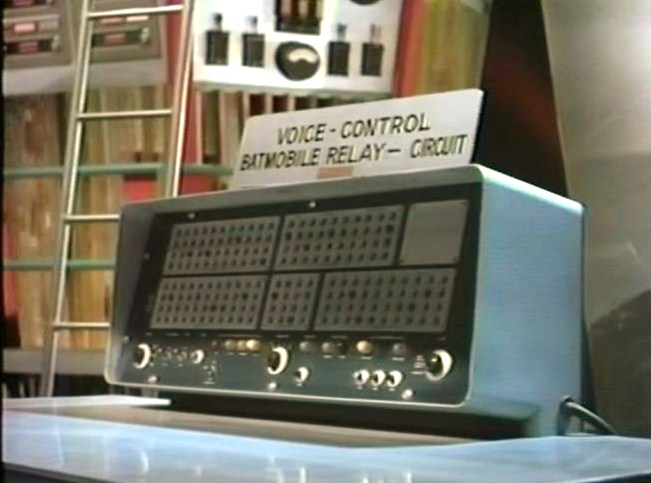 VOICE - CONTROL
BATMOBILE RELAY - CIRCUIT